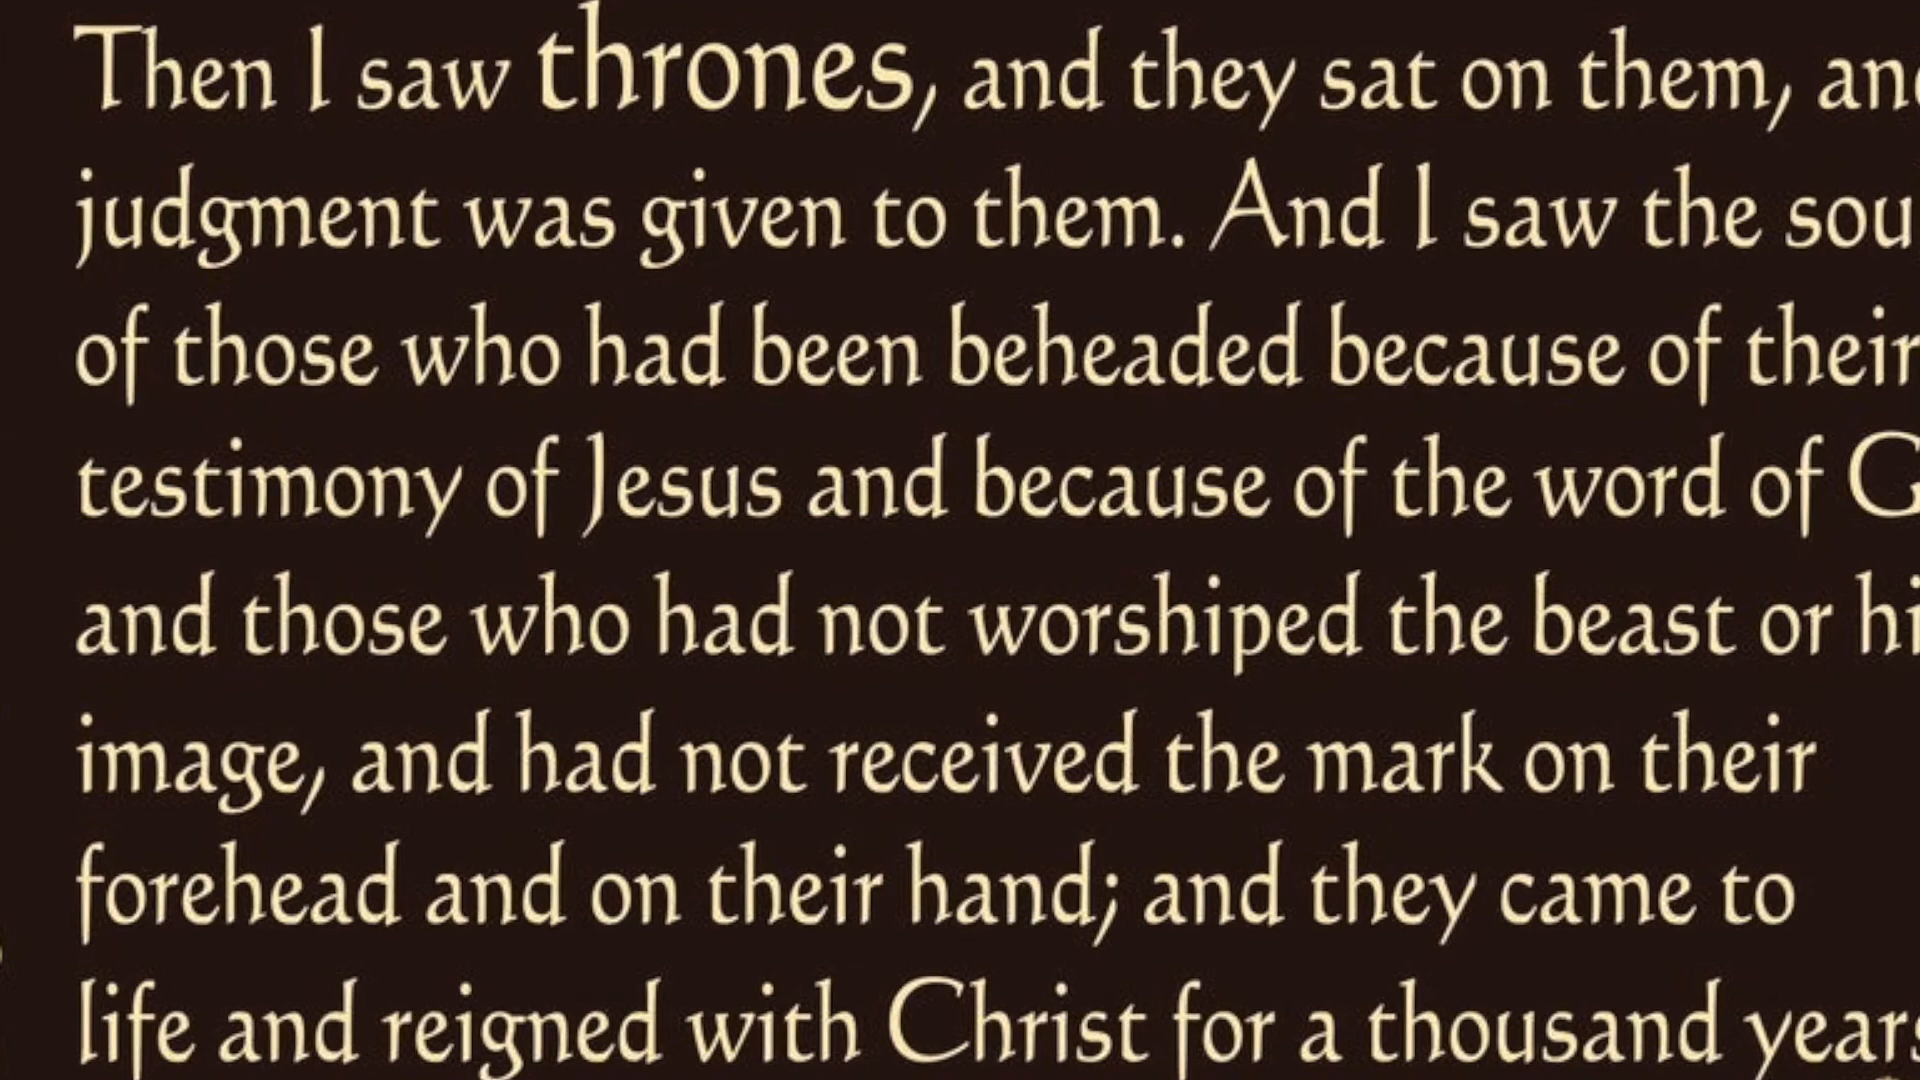 Then I saw thrones, and they sat on them, and
judgment was given to them. And I saw the sou
of those who had been beheaded because of their
testimony of Jesus and because of the word of G
and those who had not worshiped the beast or hi
image, and had not received the mark on their
forehead and on their hand; and they came to
life and reigned with Christ for a thousand years